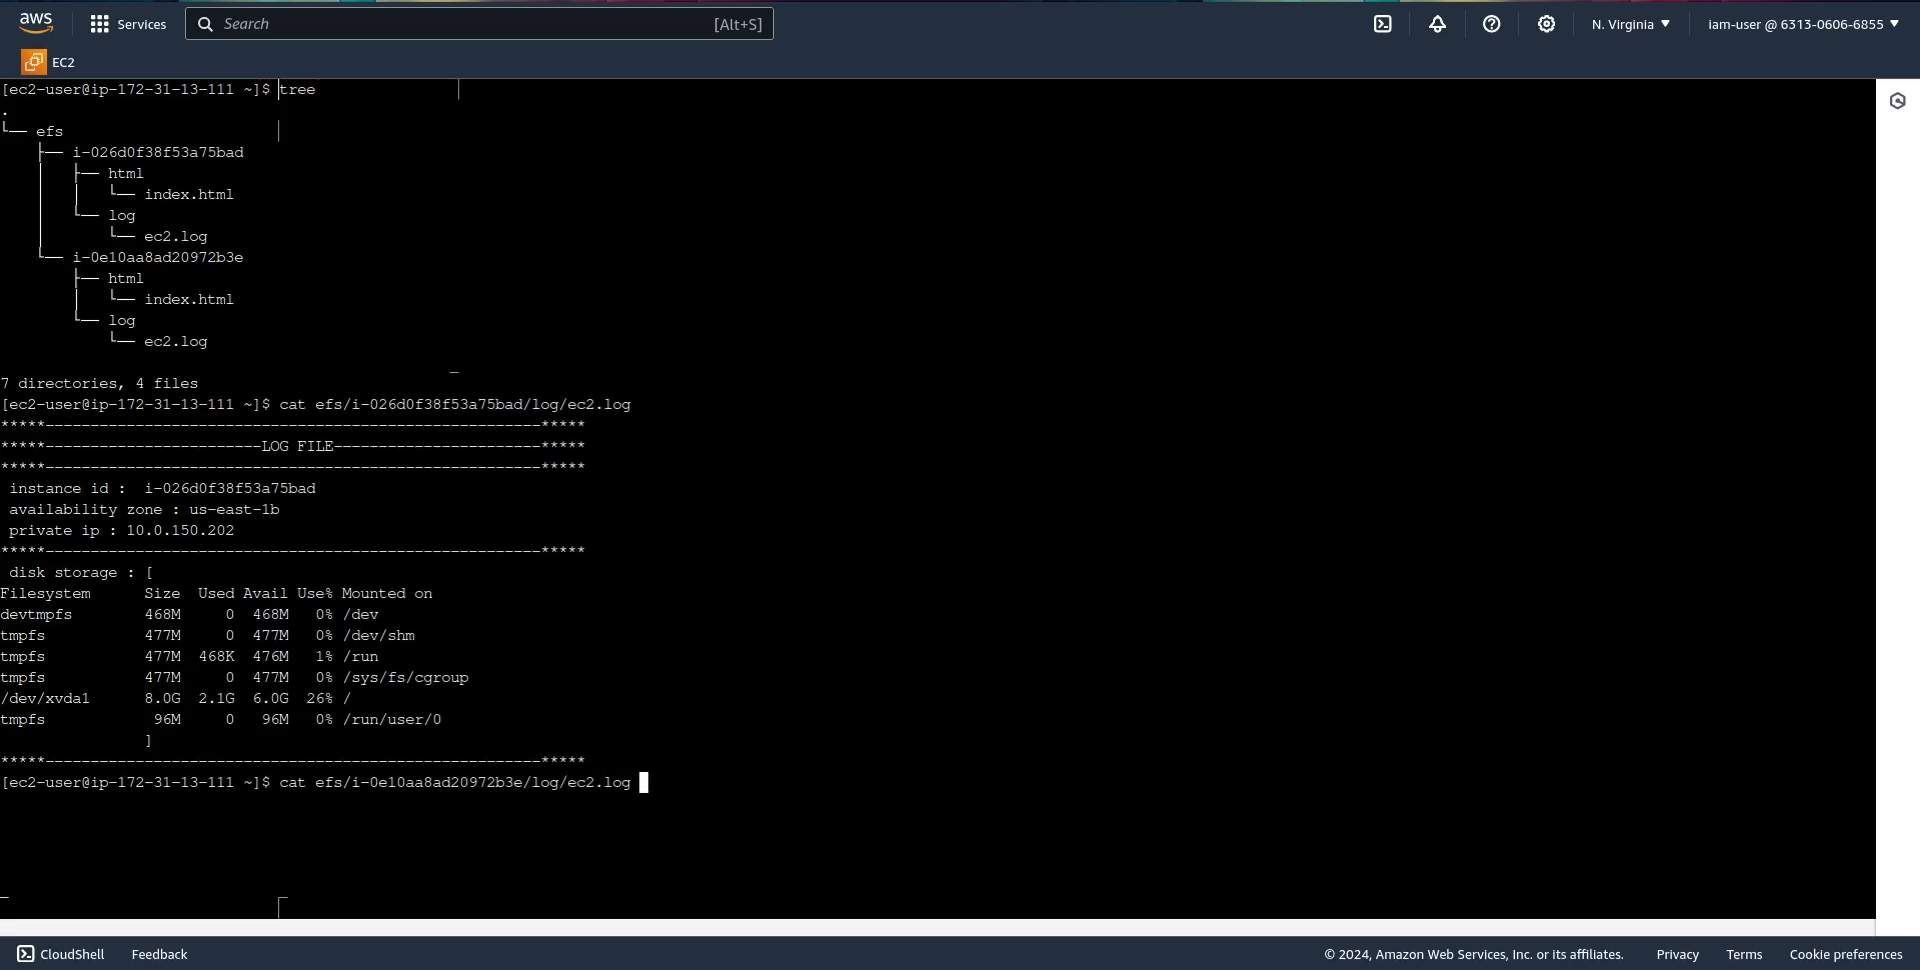 aws Services Search [Alt+S] N. Virginia ▼ iam-user @ 6313-0606-6855 ▼
EC2
[ec2-user@ip-172-31-13-111 ~]$ tree
.
└── efs
    ├── i-026d0f38f53a75bad
    │   ├── html
    │   │   └── index.html
    │   └── log
    │       └── ec2.log
    └── i-0e10aa8ad20972b3e
        ├── html
        │   └── index.html
        └── log
            └── ec2.log
7 directories, 4 files
[ec2-user@ip-172-31-13-111 ~]$ cat efs/i-026d0f38f53a75bad/log/ec2.log
*****-------------------------------------------------------*****
*****------------------------LOG FILE-----------------------*****
*****-------------------------------------------------------*****
 instance id :  i-026d0f38f53a75bad
 availability zone : us-east-1b
 private ip : 10.0.150.202
*****-------------------------------------------------------*****
 disk storage : [
Filesystem      Size  Used Avail Use% Mounted on
devtmpfs        468M     0  468M   0% /dev
tmpfs           477M     0  477M   0% /dev/shm
tmpfs           477M  468K  476M   1% /run
tmpfs           477M     0  477M   0% /sys/fs/cgroup
/dev/xvda1      8.0G  2.1G  6.0G  26% /
tmpfs            96M     0   96M   0% /run/user/0
                ]
*****-------------------------------------------------------*****
[ec2-user@ip-172-31-13-111 ~]$ cat efs/i-0e10aa8ad20972b3e/log/ec2.log
CloudShell Feedback © 2024, Amazon Web Services, Inc. or its affiliates. Privacy Terms Cookie preferences